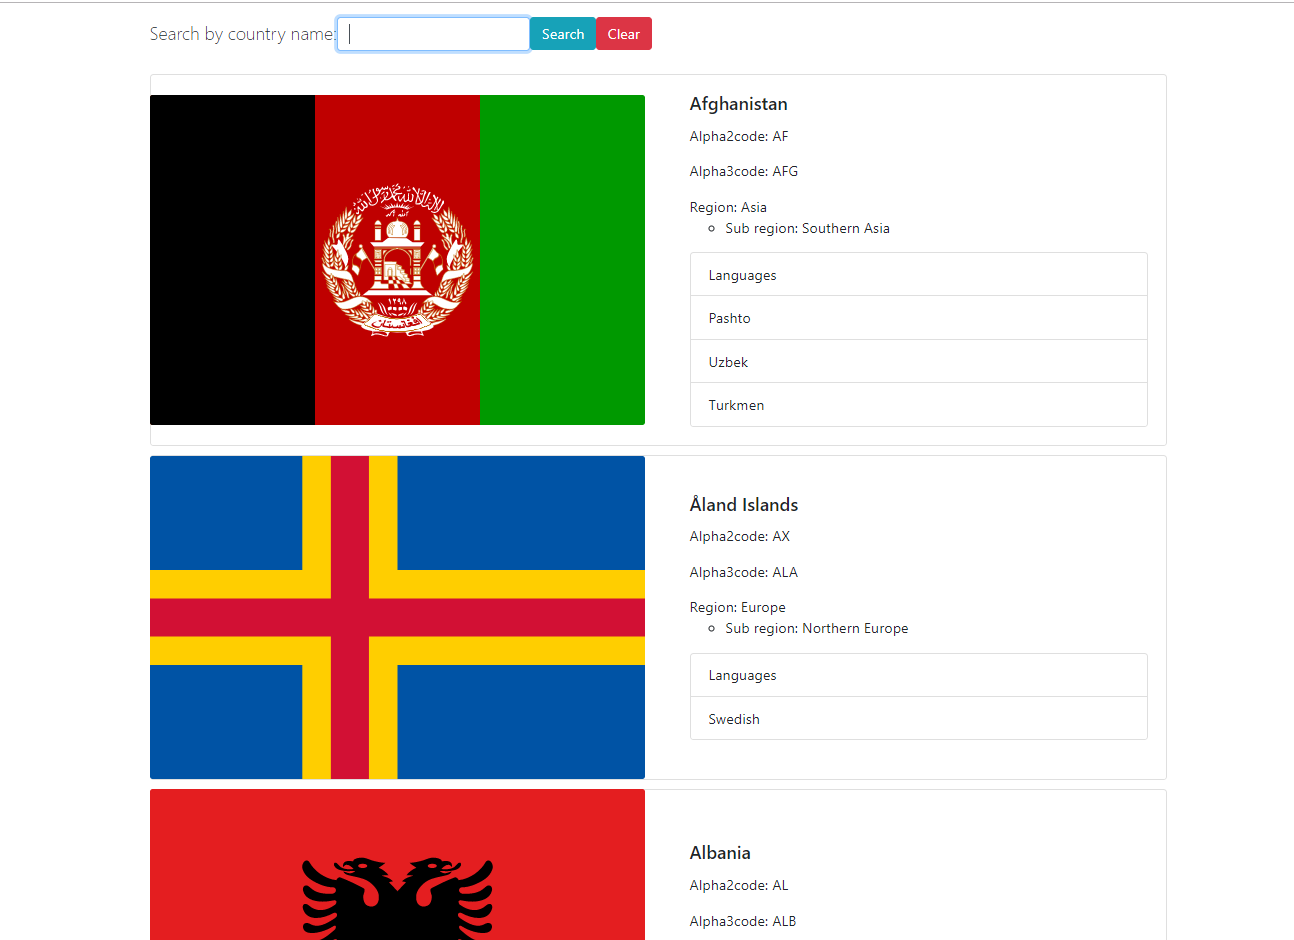 Search by country name:
Search
Clear
Afghanistan
Alpha2code: AF
Alpha3code: AFG
Region: Asia
Sub region: Southern Asia
Languages
Pashto
Uzbek
Turkmen
Åland Islands
Alpha2code: AX
Alpha3code: ALA
Region: Europe
Sub region: Northern Europe
Languages
Swedish
Albania
Alpha2code: AL
Alpha3code: ALB